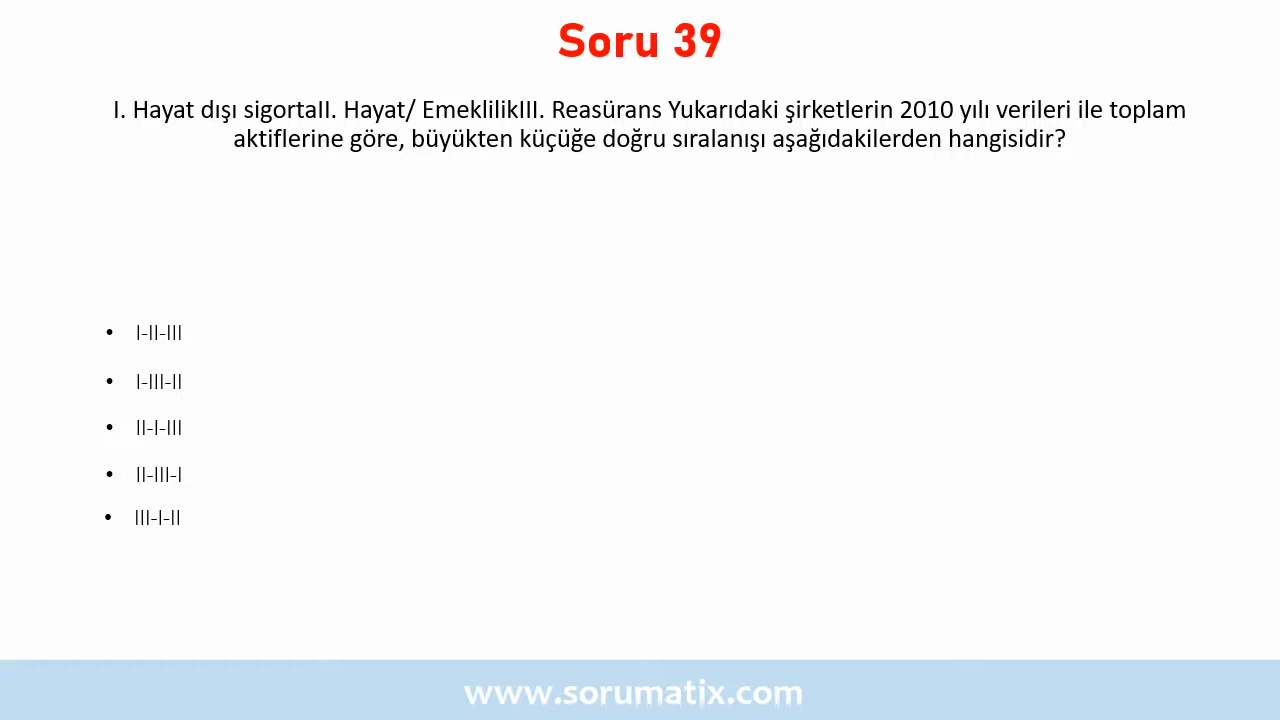 Soru 39
I. Hayat dışı sigortaII. Hayat/ EmeklilikIII. Reasürans Yukarıdaki şirketlerin 2010 yılı verileri ile toplam
aktiflerine göre, büyükten küçüğe doğru sıralanışı aşağıdakilerden hangisidir?
• I-II-III
• I-III-II
• II-I-III
• II-III-I
• III-I-II
www.sorumatix.com